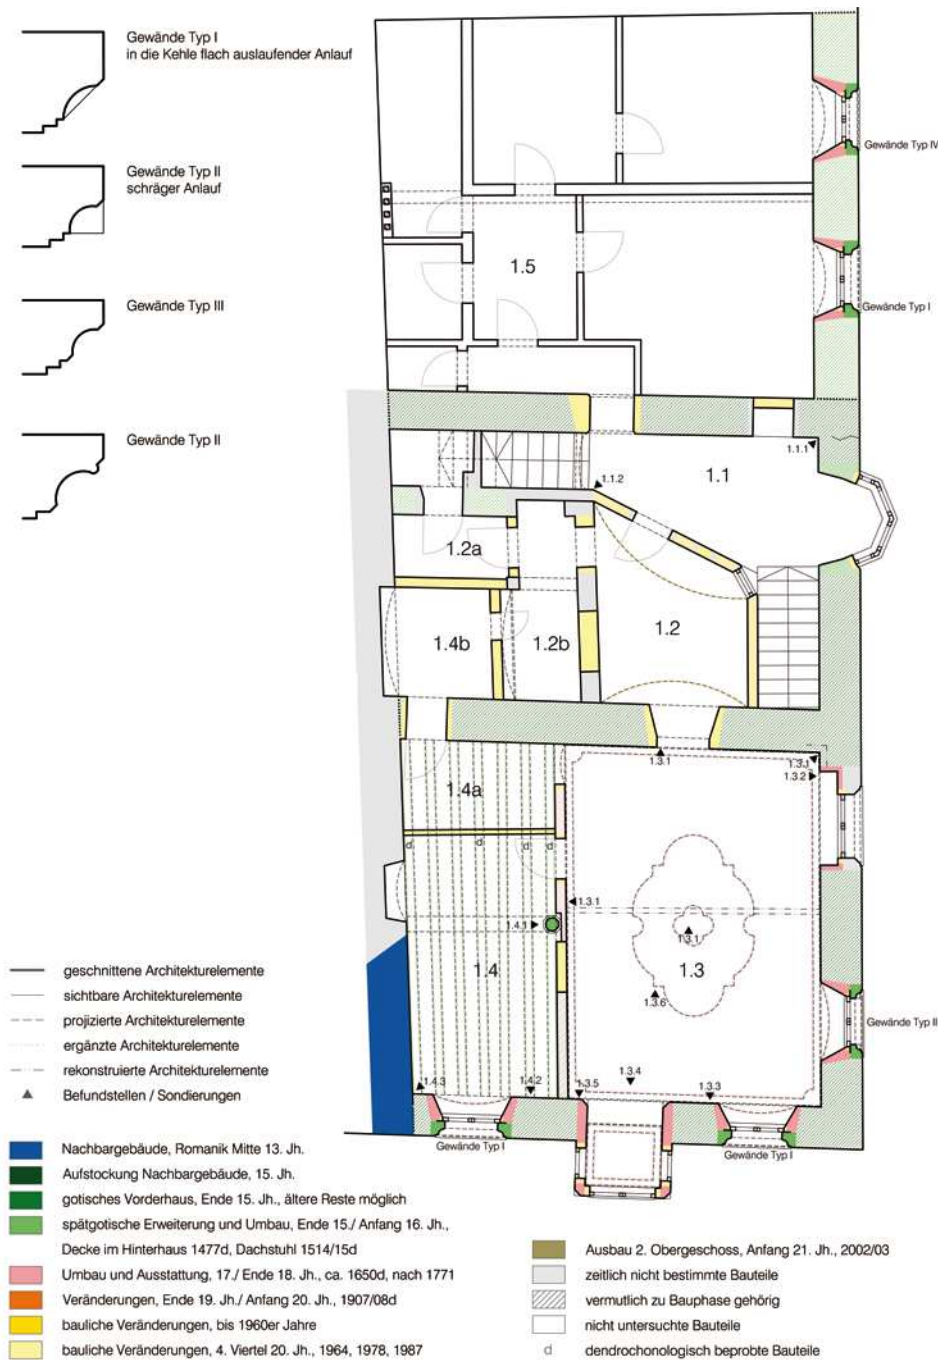 Gewände Typ I
in die Kehle flach auslaufender Anlauf
Gewände Typ II
schräger Anlauf
Gewände Typ III
Gewände Typ II
Gewände Typ IV
Gewände Typ I
1.5
1.1.1
1.1
1.1.2
1.2a
1.2
1.4b
1.2b
1.3.1
1.3.1
1.3.2
1.4a
d
d
d
d
1.3.1
1.4.1
1.3.1
1.4
1.3
1.3.6
Gewände Typ II
1.4.3
1.4.2
1.3.5
1.3.4
1.3.3
Gewände Typ I
Gewände Typ I
geschnittene Architekturelemente
sichtbare Architekturelemente
projizierte Architekturelemente
ergänzte Architekturelemente
rekonstruierte Architekturelemente
Befundstellen / Sondierungen
Nachbargebäude, Romanik Mitte 13. Jh.
Aufstockung Nachbargebäude, 15. Jh.
gotisches Vorderhaus, Ende 15. Jh., ältere Reste möglich
spätgotische Erweiterung und Umbau, Ende 15./ Anfang 16. Jh.,
Decke im Hinterhaus 1477d, Dachstuhl 1514/15d
Umbau und Ausstattung, 17./ Ende 18. Jh., ca. 1650d, nach 1771
Veränderungen, Ende 19. Jh./ Anfang 20. Jh., 1907/08d
bauliche Veränderungen, bis 1960er Jahre
bauliche Veränderungen, 4. Viertel 20. Jh., 1964, 1978, 1987
Ausbau 2. Obergeschoss, Anfang 21. Jh., 2002/03
zeitlich nicht bestimmte Bauteile
vermutlich zu Bauphase gehörig
nicht untersuchte Bauteile
d dendrochonologisch beprobte Bauteile